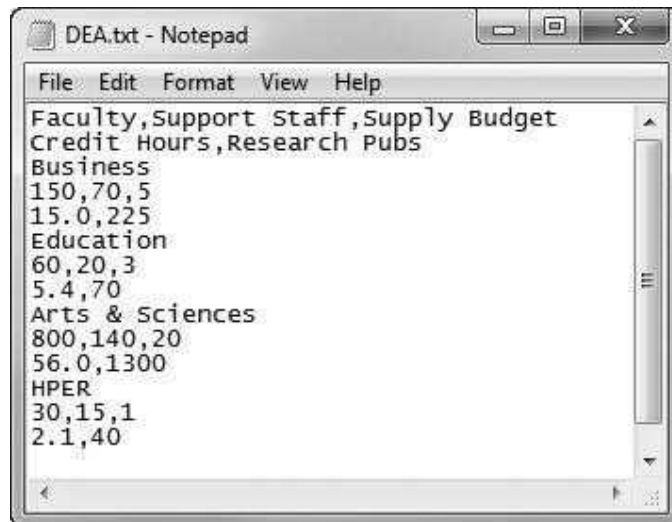 DEA.txt - Notepad
File Edit Format View Help
Faculty,Support Staff,Supply Budget
Credit Hours,Research Pubs
Business
150,70,5
15.0,225
Education
60,20,3
5.4,70
Arts & Sciences
800,140,20
56.0,1300
HPER
30,15,1
2.1,40